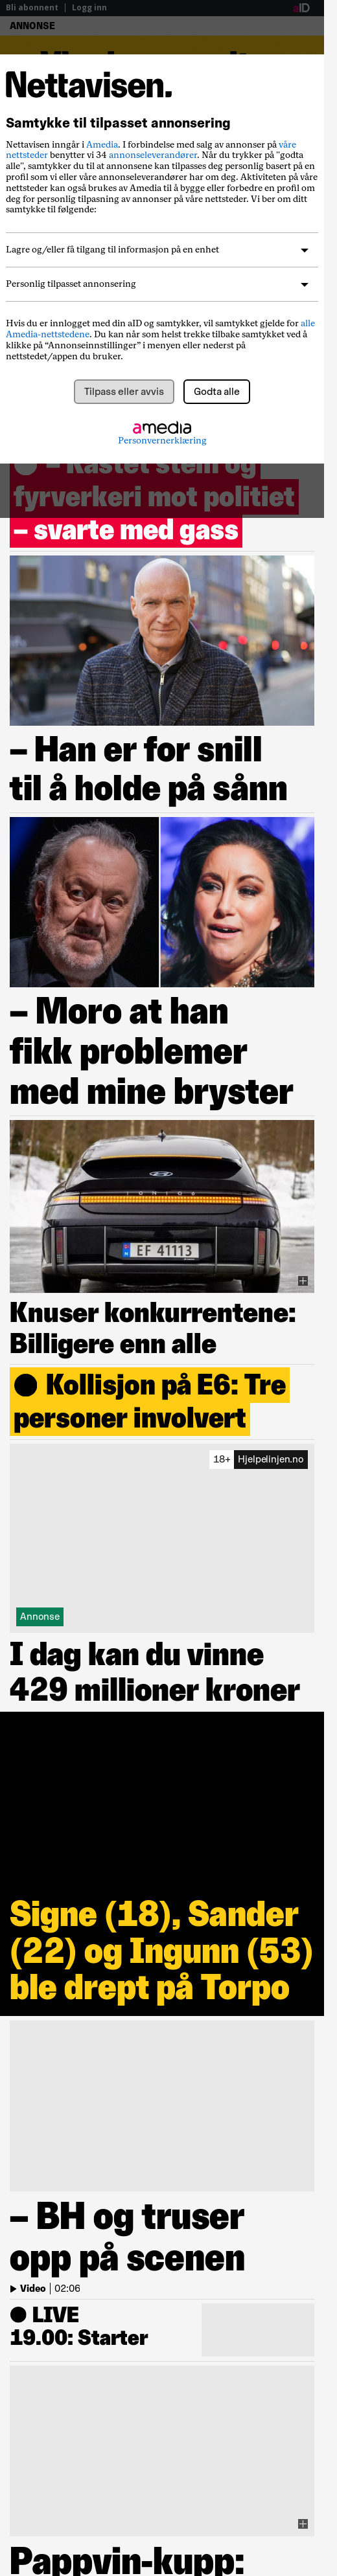 Bli abonnent | Logg inn
aID
ANNONSE
Nettavisen.
Samtykke til tilpasset annonsering
Nettavisen inngår i Amedia. I forbindelse med salg av annonser på våre
nettsteder benytter vi 34 annonseleverandører. Når du trykker på "godta
alle", samtykker du til at annonsene kan tilpasses deg personlig basert på en
profil som vi eller våre annonseleverandører har om deg. Aktiviteten på våre
nettsteder kan også brukes av Amedia til å bygge eller forbedre en profil om
deg for personlig tilpasning av annonser på våre nettsteder. Du kan når som helst
samtykke til følgende:
Lagre og/eller få tilgang til informasjon på en enhet
Personlig tilpasset annonsering
Hvis du er innlogget med din aID og samtykker, vil samtykket gjelde for alle
Amedia-nettstedene. Du kan når som helst trekke tilbake samtykket ved å
klikke på “Annonseinnstillinger” i menyen eller nederst på
nettstedet/appen du bruker.
Tilpass eller avvis
Godta alle
amedia
Personvernerklæring
– Kastet stein og
fyrverkeri mot politiet
– svarte med gass
– Han er for snill
til å holde på sånn
– Moro at han
fikk problemer
med mine bryster
IONIQ 6
EF 41113
Knuser konkurrentene:
Billigere enn alle
Kollisjon på E6: Tre
personer involvert
18+ Hjelpelinjen.no
Annonse
I dag kan du vinne
429 millioner kroner
Signe (18), Sander
(22) og Ingunn (53)
ble drept på Torpo
– BH og truser
opp på scenen
Video | 02:06
LIVE
19.00: Starter
Pappvin-kupp: